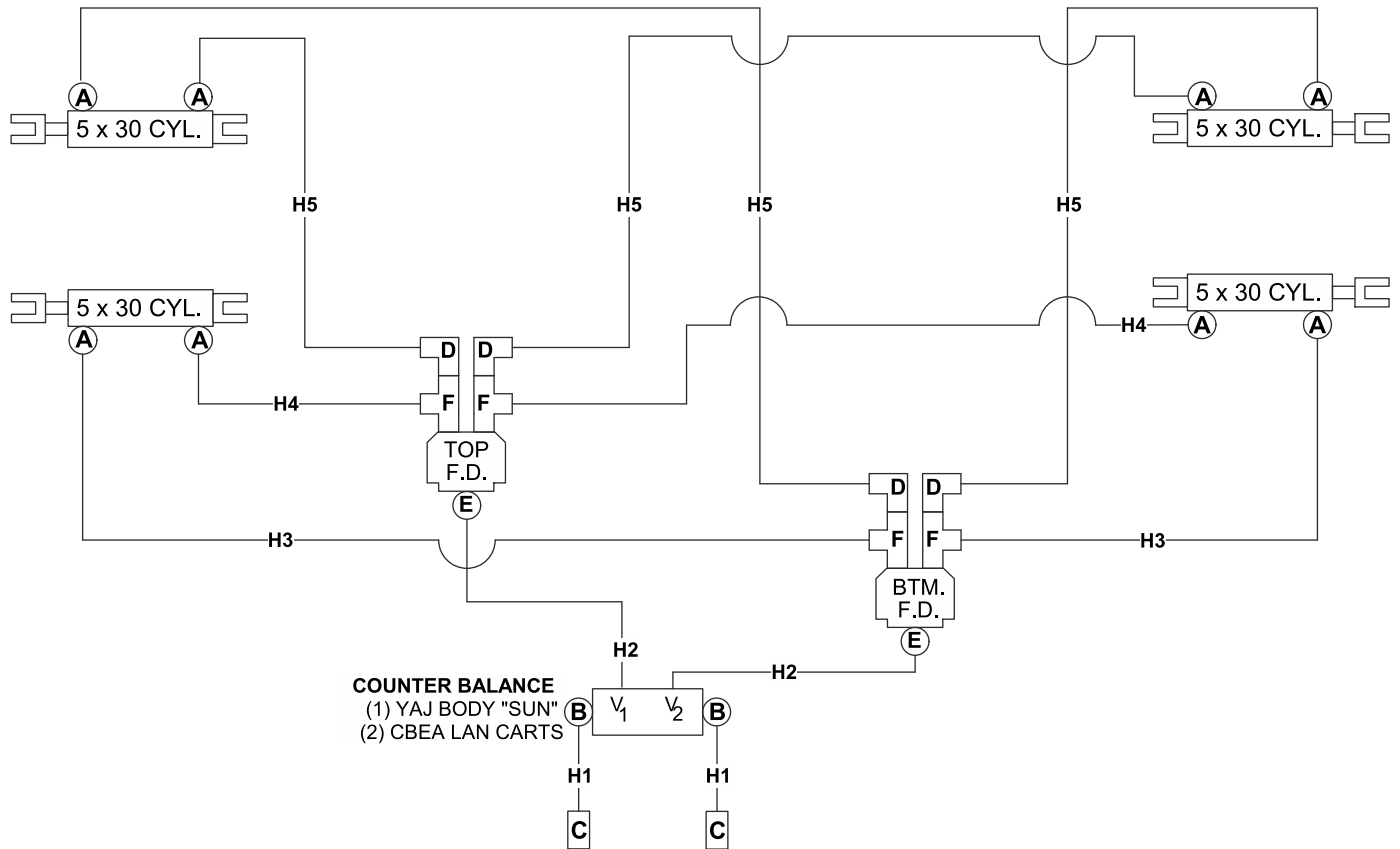 A
A
A
A
5 x 30 CYL.
5 x 30 CYL.
H5
H5
H5
H5
5 x 30 CYL.
5 x 30 CYL.
A
A
H4
A
A
D
D
H4
F
F
TOP
F.D.
E
D
D
H3
F
F
H3
BTM.
F.D.
E
H2
H2
COUNTER BALANCE
(1) YAJ BODY "SUN"
(2) CBEA LAN CARTS
B
V1
V2
B
H1
H1
C
C